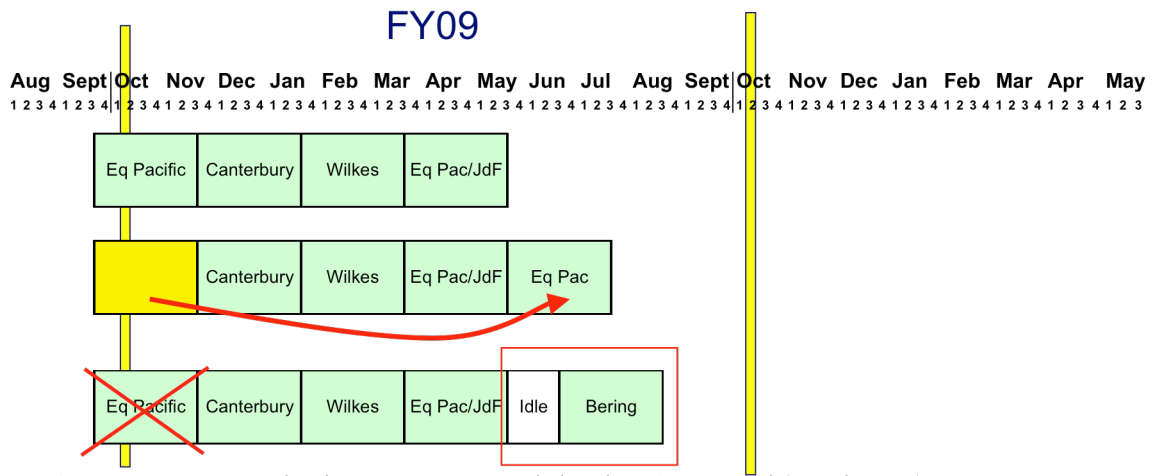 FY09
Aug Sept Oct Nov Dec Jan Feb Mar Apr May Jun Jul Aug Sept Oct Nov Dec Jan Feb Mar Apr May
1 2 3 4 1 2 3 4 1 2 3 4 1 2 3 4 1 2 3 4 1 2 3 4 1 2 3 4 1 2 3 4 1 2 3 4 1 2 3 4 1 2 3 4 1 2 3 4 1 2 3 4 1 2 3 4 1 2 3 4 1 2 3 4 1 2 3 4 1 2 3 4 1 2 3 4 1 2 3 4 1 2 3 4 1 2 3
Eq Pacific Canterbury Wilkes Eq Pac/JdF
Canterbury Wilkes Eq Pac/JdF Eq Pac
Eq Pacific Canterbury Wilkes Eq Pac/JdF Idle Bering